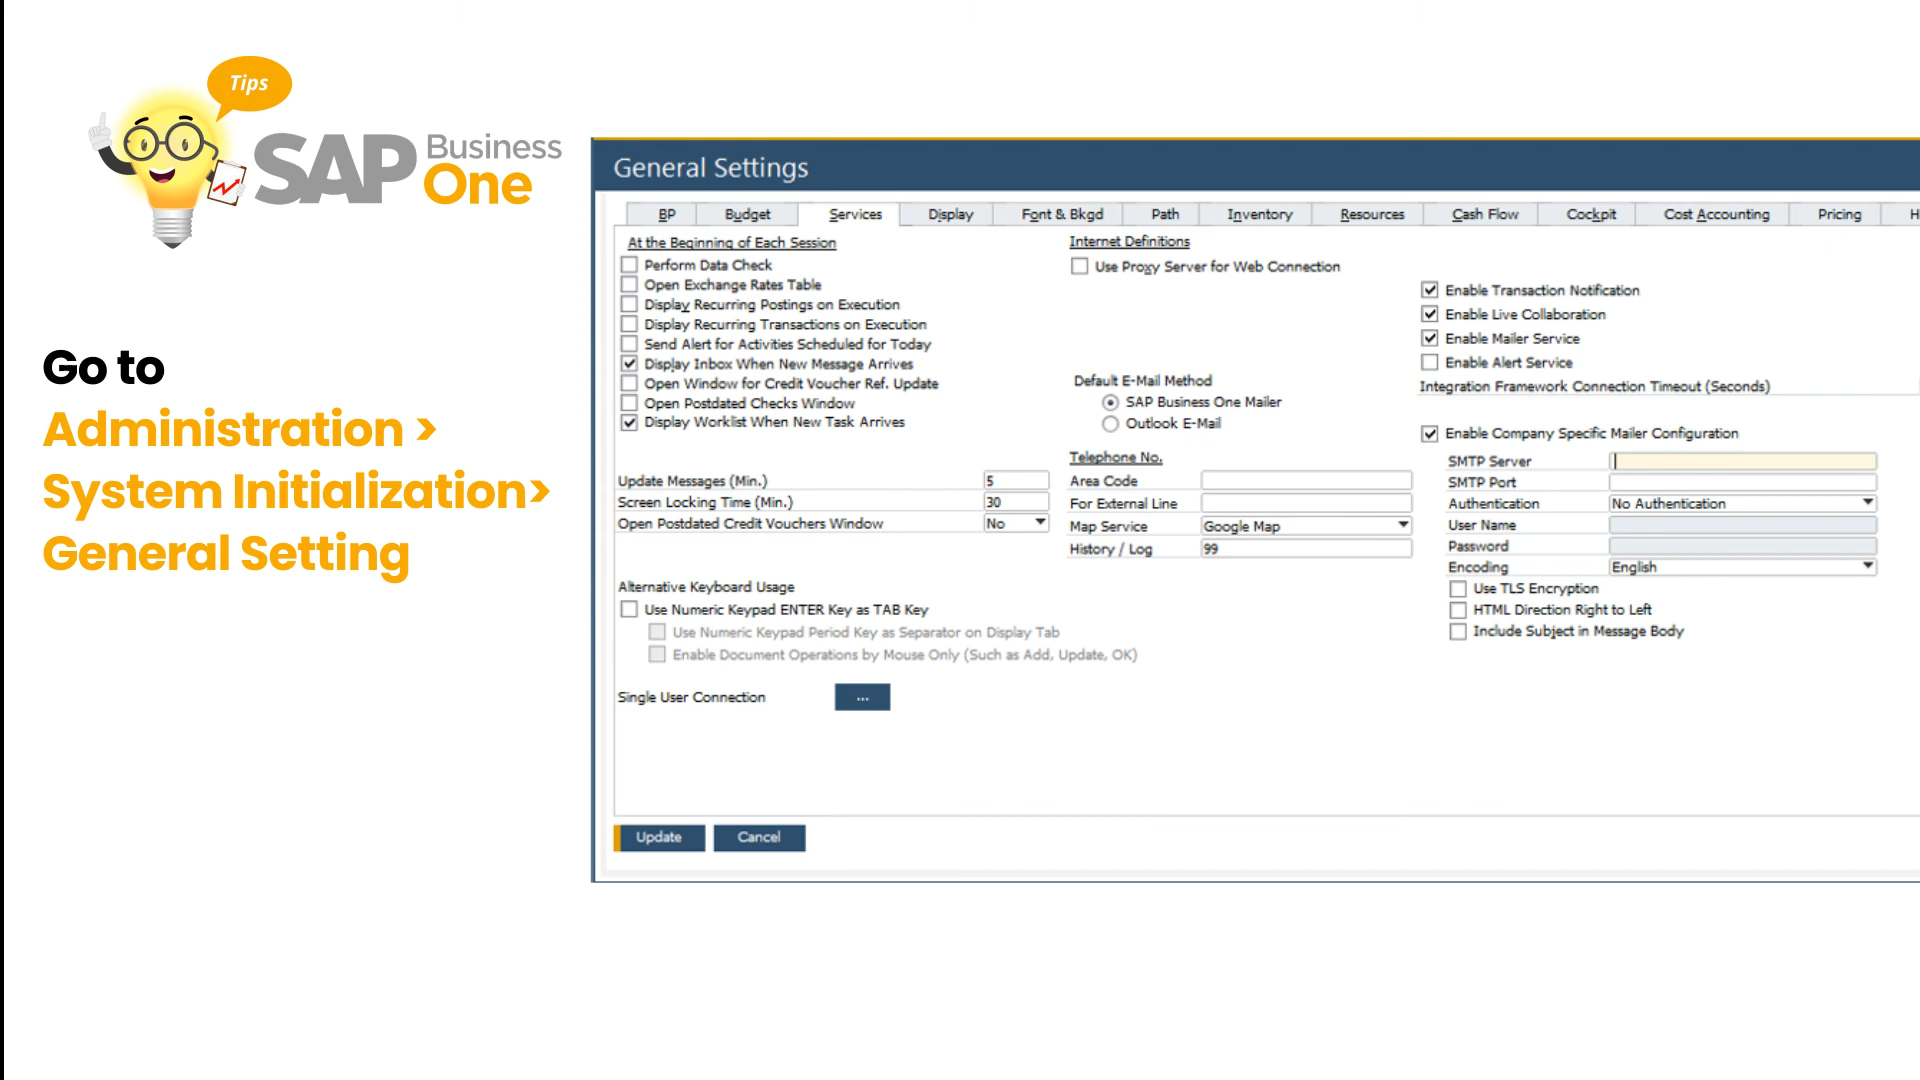 Tips
SAP Business One
Go to
Administration >
System Initialization>
General Setting
General Settings
BP Budget Services Display Font & Bkgd Path Inventory Resources Cash Flow Cockpit Cost Accounting Pricing H
At the Beginning of Each Session
Perform Data Check
Open Exchange Rates Table
Display Recurring Postings on Execution
Display Recurring Transactions on Execution
Send Alert for Activities Scheduled for Today
Display Inbox When New Message Arrives
Open Window for Credit Voucher Ref. Update
Open Postdated Checks Window
Display Worklist When New Task Arrives
Update Messages (Min.) 5
Screen Locking Time (Min.) 30
Open Postdated Credit Vouchers Window No
Alternative Keyboard Usage
Use Numeric Keypad ENTER Key as TAB Key
Use Numeric Keypad Period Key as Separator on Display Tab
Enable Document Operations by Mouse Only (Such as Add, Update, OK)
Single User Connection ...
Internet Definitions
Use Proxy Server for Web Connection
Default E-Mail Method
SAP Business One Mailer
Outlook E-Mail
Telephone No.
Area Code
For External Line
Map Service Google Map
History / Log 99
Enable Transaction Notification
Enable Live Collaboration
Enable Mailer Service
Enable Alert Service
Integration Framework Connection Timeout (Seconds)
Enable Company Specific Mailer Configuration
SMTP Server
SMTP Port
Authentication No Authentication
User Name
Password
Encoding English
Use TLS Encryption
HTML Direction Right to Left
Include Subject in Message Body
Update Cancel